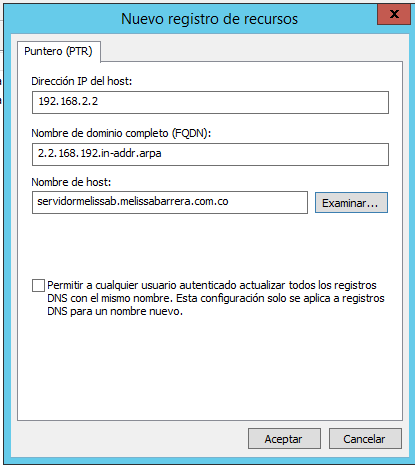 Nuevo registro de recursos
x
Puntero (PTR)
Dirección IP del host:
192.168.2.2
Nombre de dominio completo (FQDN):
2.2.168.192.in-addr.arpa
Nombre de host:
servidormelissab.melissabarrera.com.co
Examinar...
Permitir a cualquier usuario autenticado actualizar todos los registros
DNS con el mismo nombre. Esta configuración solo se aplica a registros
DNS para un nombre nuevo.
Aceptar
Cancelar